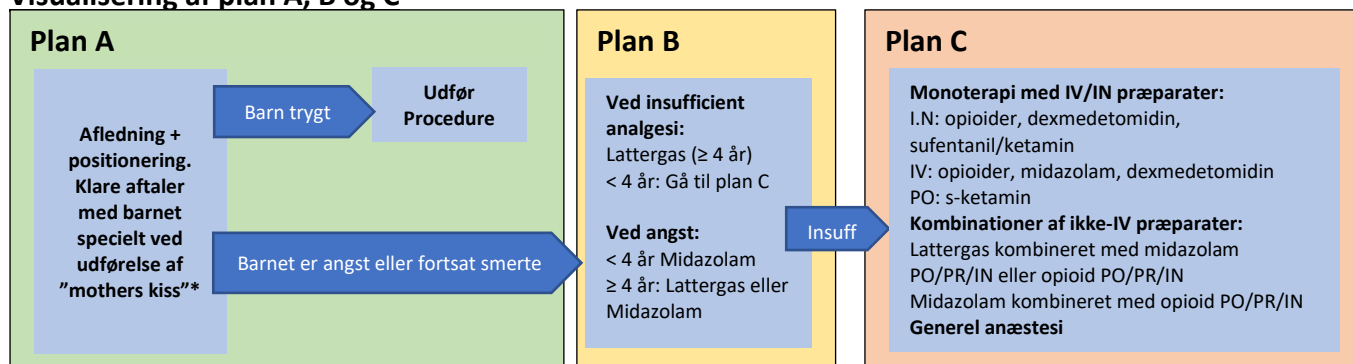 Visualisering af plan A, B og C
Plan A
Afledning +
positionering.
Klare aftaler
med barnet
specielt ved
udførelse af
”mothers kiss”*
Barn trygt
Udfør
Procedure
Barnet er angst eller fortsat smerte
Plan B
Ved insufficient
analgesi:
Lattergas (≥ 4 år)
< 4 år: Gå til plan C
Ved angst:
< 4 år Midazolam
≥ 4 år: Lattergas eller
Midazolam
Insuff
Plan C
Monoterapi med IV/IN præparater:
I.N: opioider, dexmedetomidin,
sufentanil/ketamin
IV: opioider, midazolam, dexmedetomidin
PO: s-ketamin
Kombinationer af ikke-IV præparater:
Lattergas kombineret med midazolam
PO/PR/IN eller opioid PO/PR/IN
Midazolam kombineret med opioid PO/PR/IN
Generel anæstesi